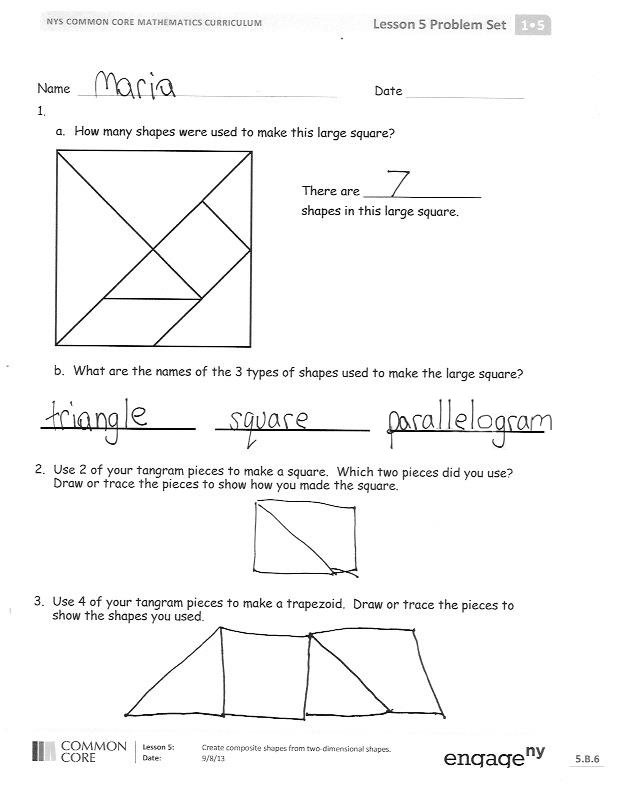 NYS COMMON CORE MATHEMATICS CURRICULUM Lesson 5 Problem Set 1•5
Name Maria Date
1.
a. How many shapes were used to make this large square?
There are 7
shapes in this large square.
b. What are the names of the 3 types of shapes used to make the large square?
triangle square parallelogram
2. Use 2 of your tangram pieces to make a square. Which two pieces did you use?
Draw or trace the pieces to show how you made the square.
3. Use 4 of your tangram pieces to make a trapezoid. Draw or trace the pieces to
show the shapes you used.
COMMON CORE
Lesson 5: Create composite shapes from two-dimensional shapes.
Date: 9/8/13
engage ny
5.B.6